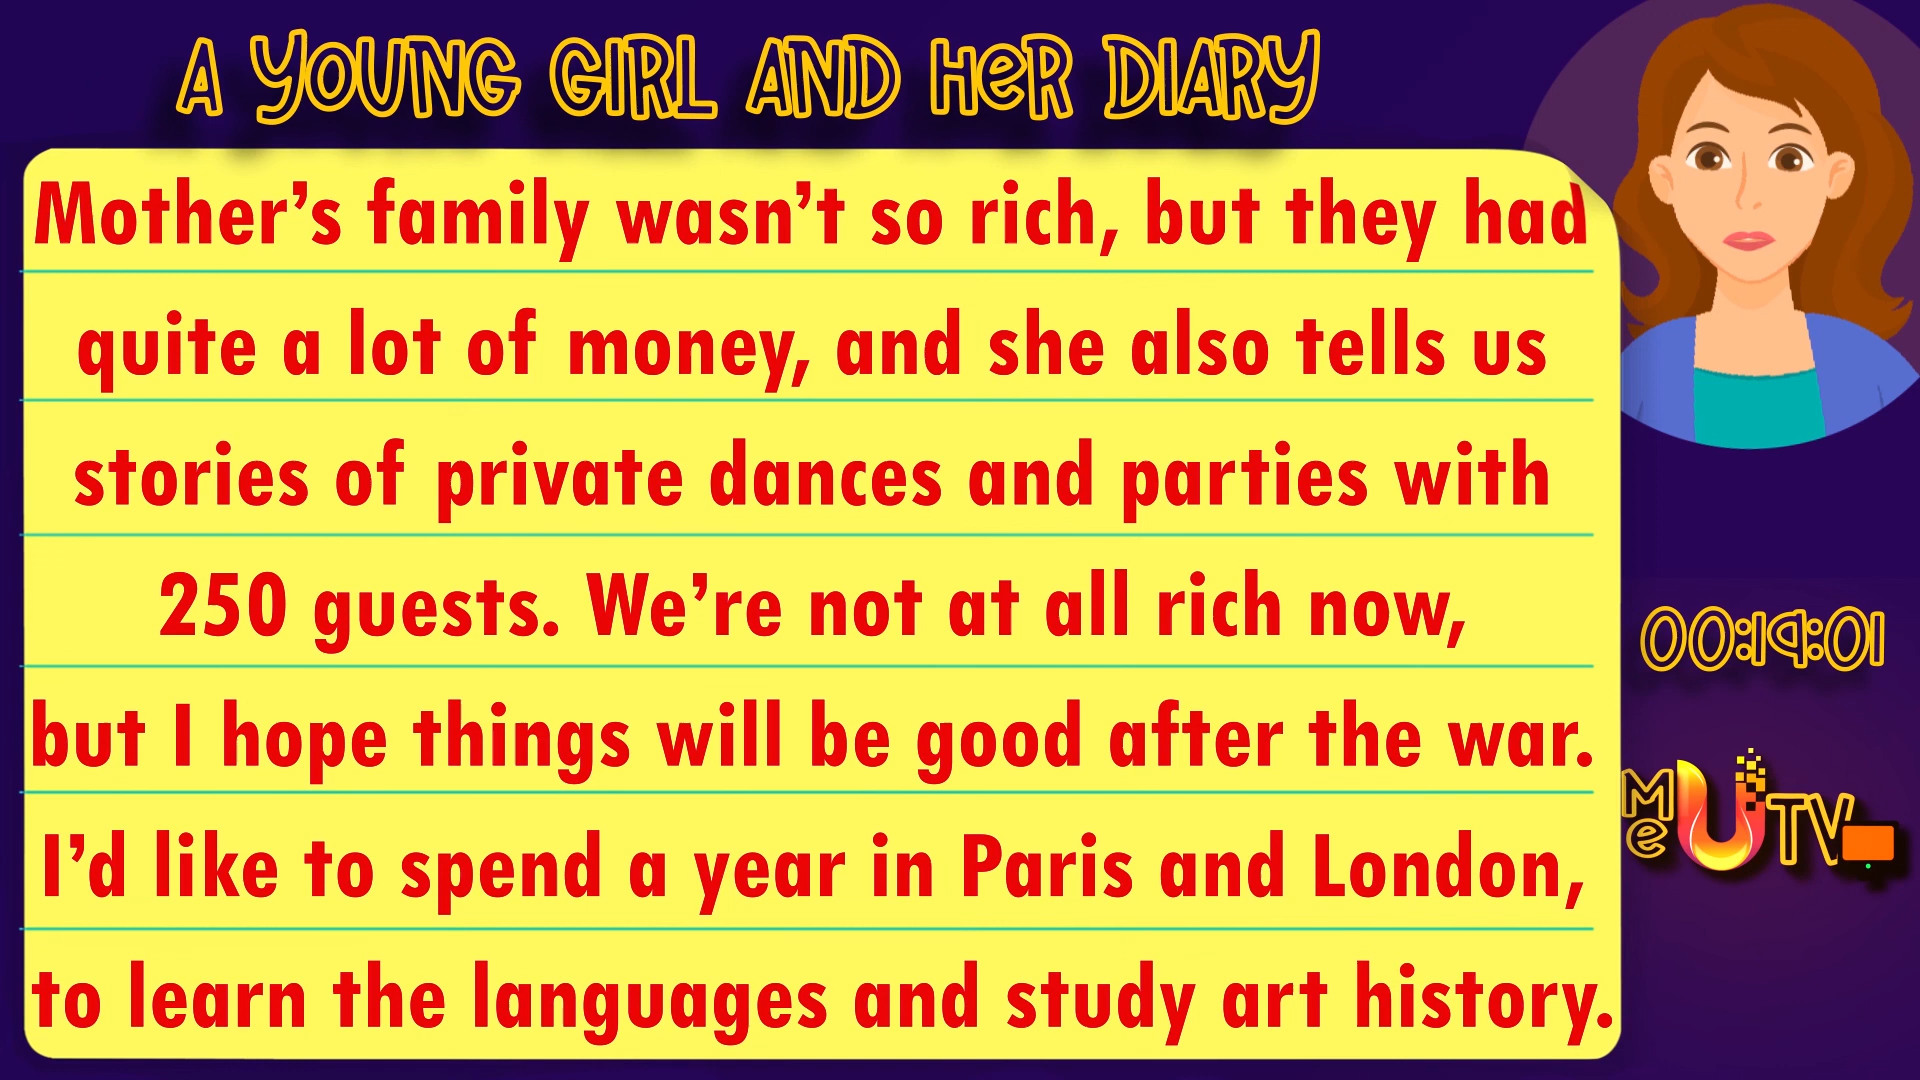 A YOUNG GIRL AND HeR DIARY
Mother’s family wasn’t so rich, but they had
quite a lot of money, and she also tells us
stories of private dances and parties with
250 guests. We’re not at all rich now,
but I hope things will be good after the war.
I’d like to spend a year in Paris and London,
to learn the languages and study art history.
00:19:01
Me U TV